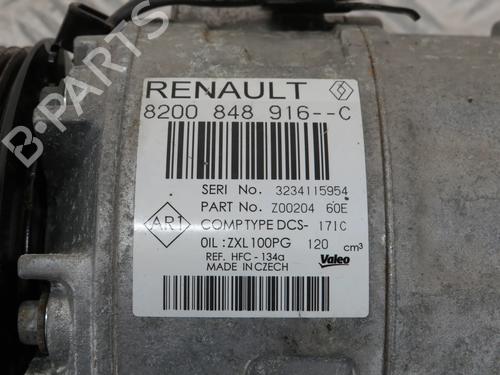 B-PARTS
RENAULT
8200 848 916--C
SERI No. 3234115954
PART No. Z00204 60E
AR1
COMPTYPE DCS- 171C
OIL :ZXL100PG 120 cm³
REF. HFC - 134a
MADE IN CZECH
Valeo